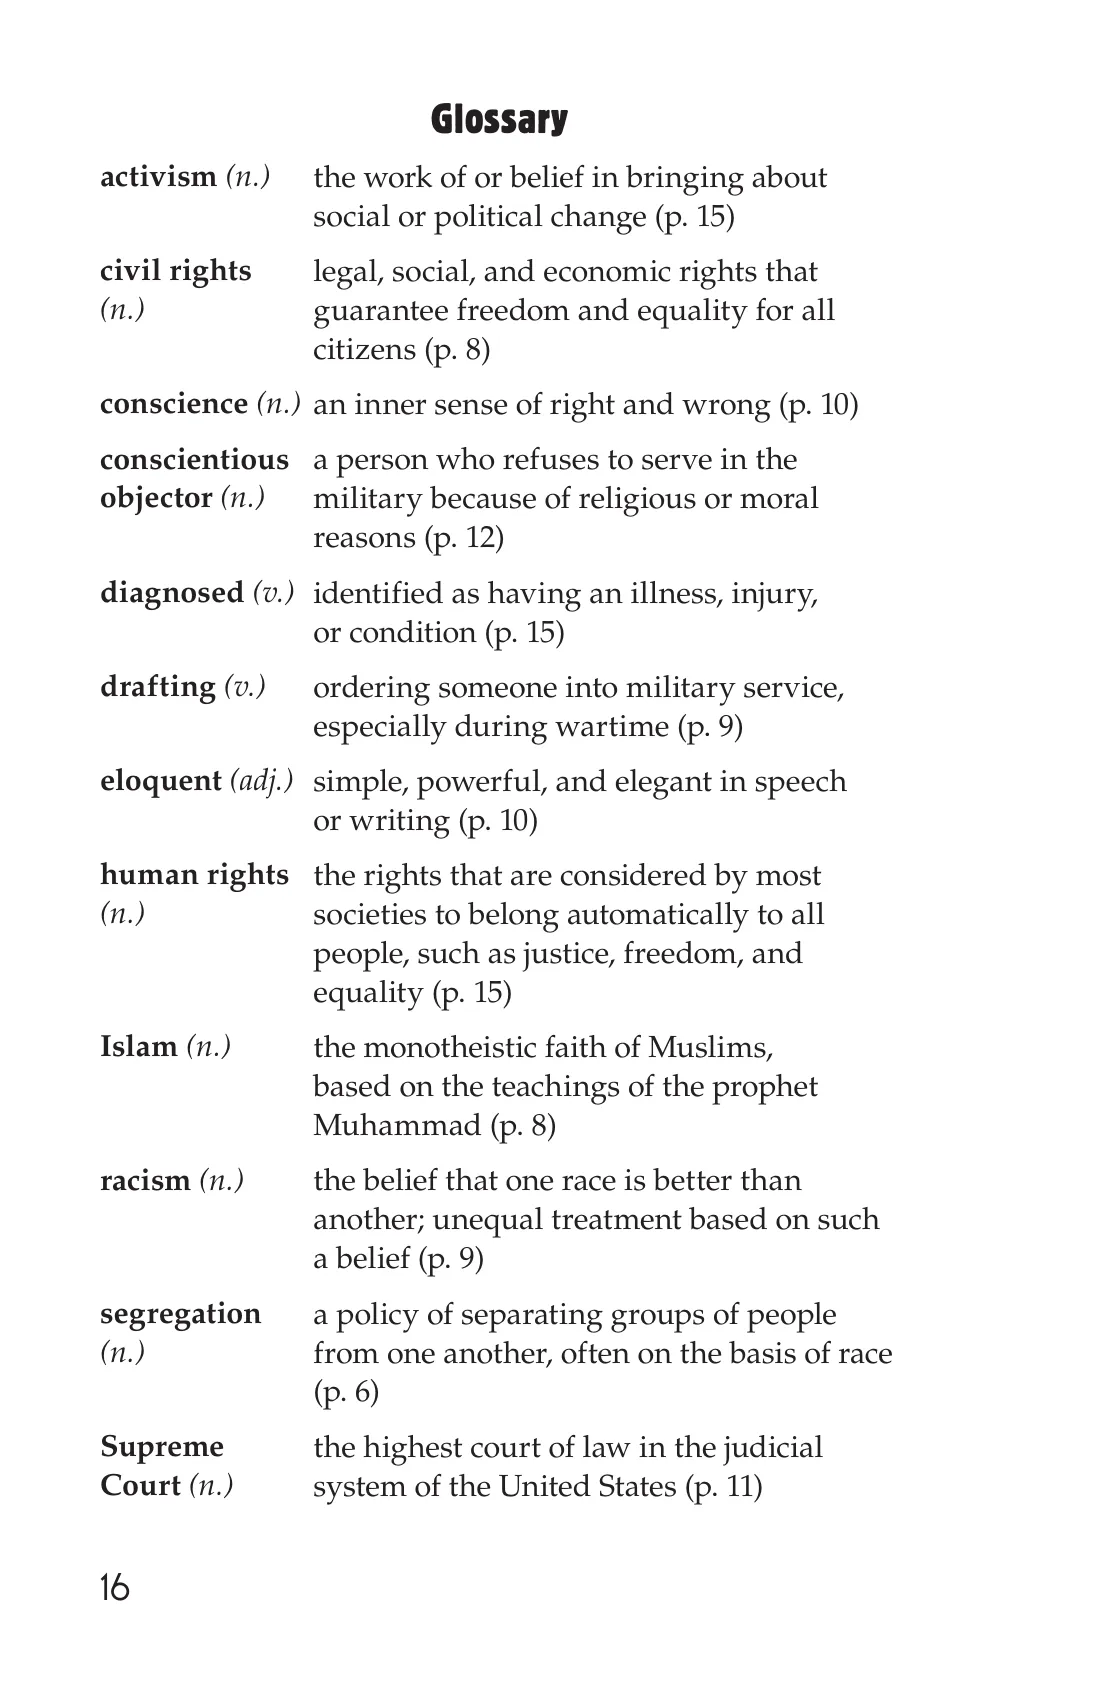 Glossary
activism (n.) the work of or belief in bringing about
social or political change (p. 15)
civil rights legal, social, and economic rights that
(n.) guarantee freedom and equality for all
citizens (p. 8)
conscience (n.) an inner sense of right and wrong (p. 10)
conscientious a person who refuses to serve in the
objector (n.) military because of religious or moral
reasons (p. 12)
diagnosed (v.) identified as having an illness, injury,
or condition (p. 15)
drafting (v.) ordering someone into military service,
especially during wartime (p. 9)
eloquent (adj.) simple, powerful, and elegant in speech
or writing (p. 10)
human rights the rights that are considered by most
(n.) societies to belong automatically to all
people, such as justice, freedom, and
equality (p. 15)
Islam (n.) the monotheistic faith of Muslims,
based on the teachings of the prophet
Muhammad (p. 8)
racism (n.) the belief that one race is better than
another; unequal treatment based on such
a belief (p. 9)
segregation a policy of separating groups of people
(n.) from one another, often on the basis of race
(p. 6)
Supreme the highest court of law in the judicial
Court (n.) system of the United States (p. 11)
16